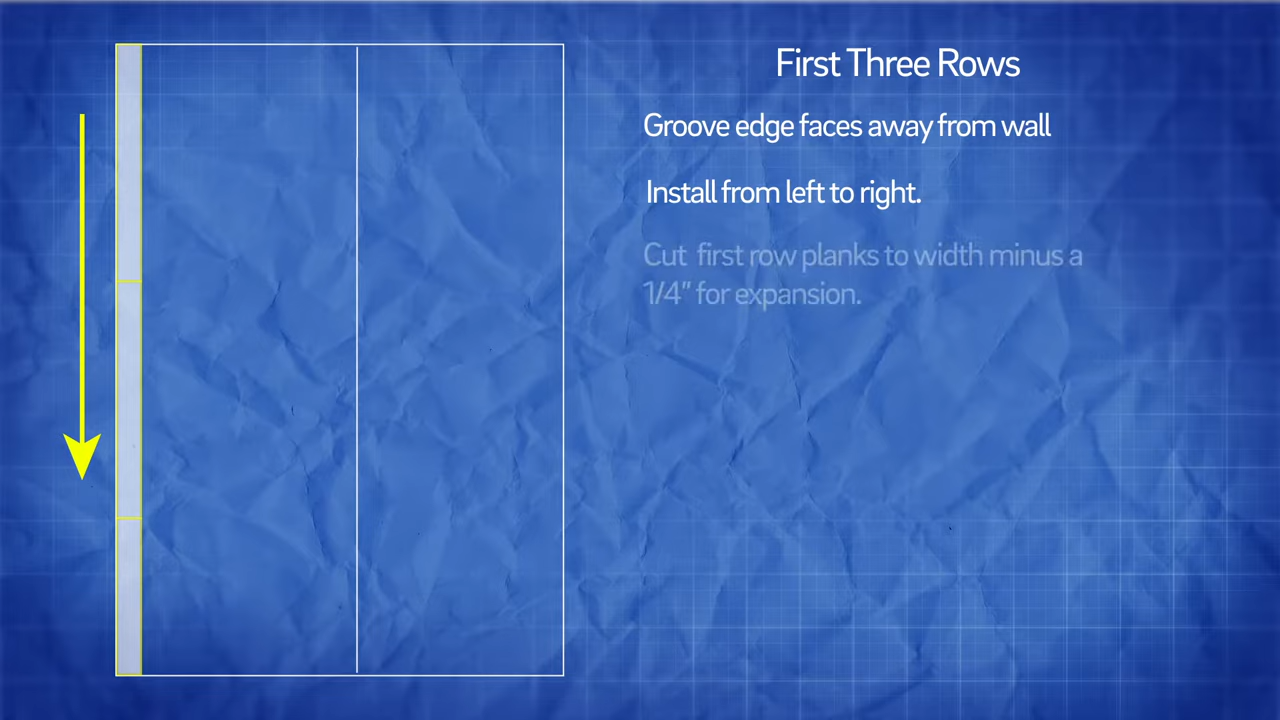 First Three Rows
Groove edge faces away from wall
Install from left to right.
Cut first row planks to width minus a
1/4" for expansion.